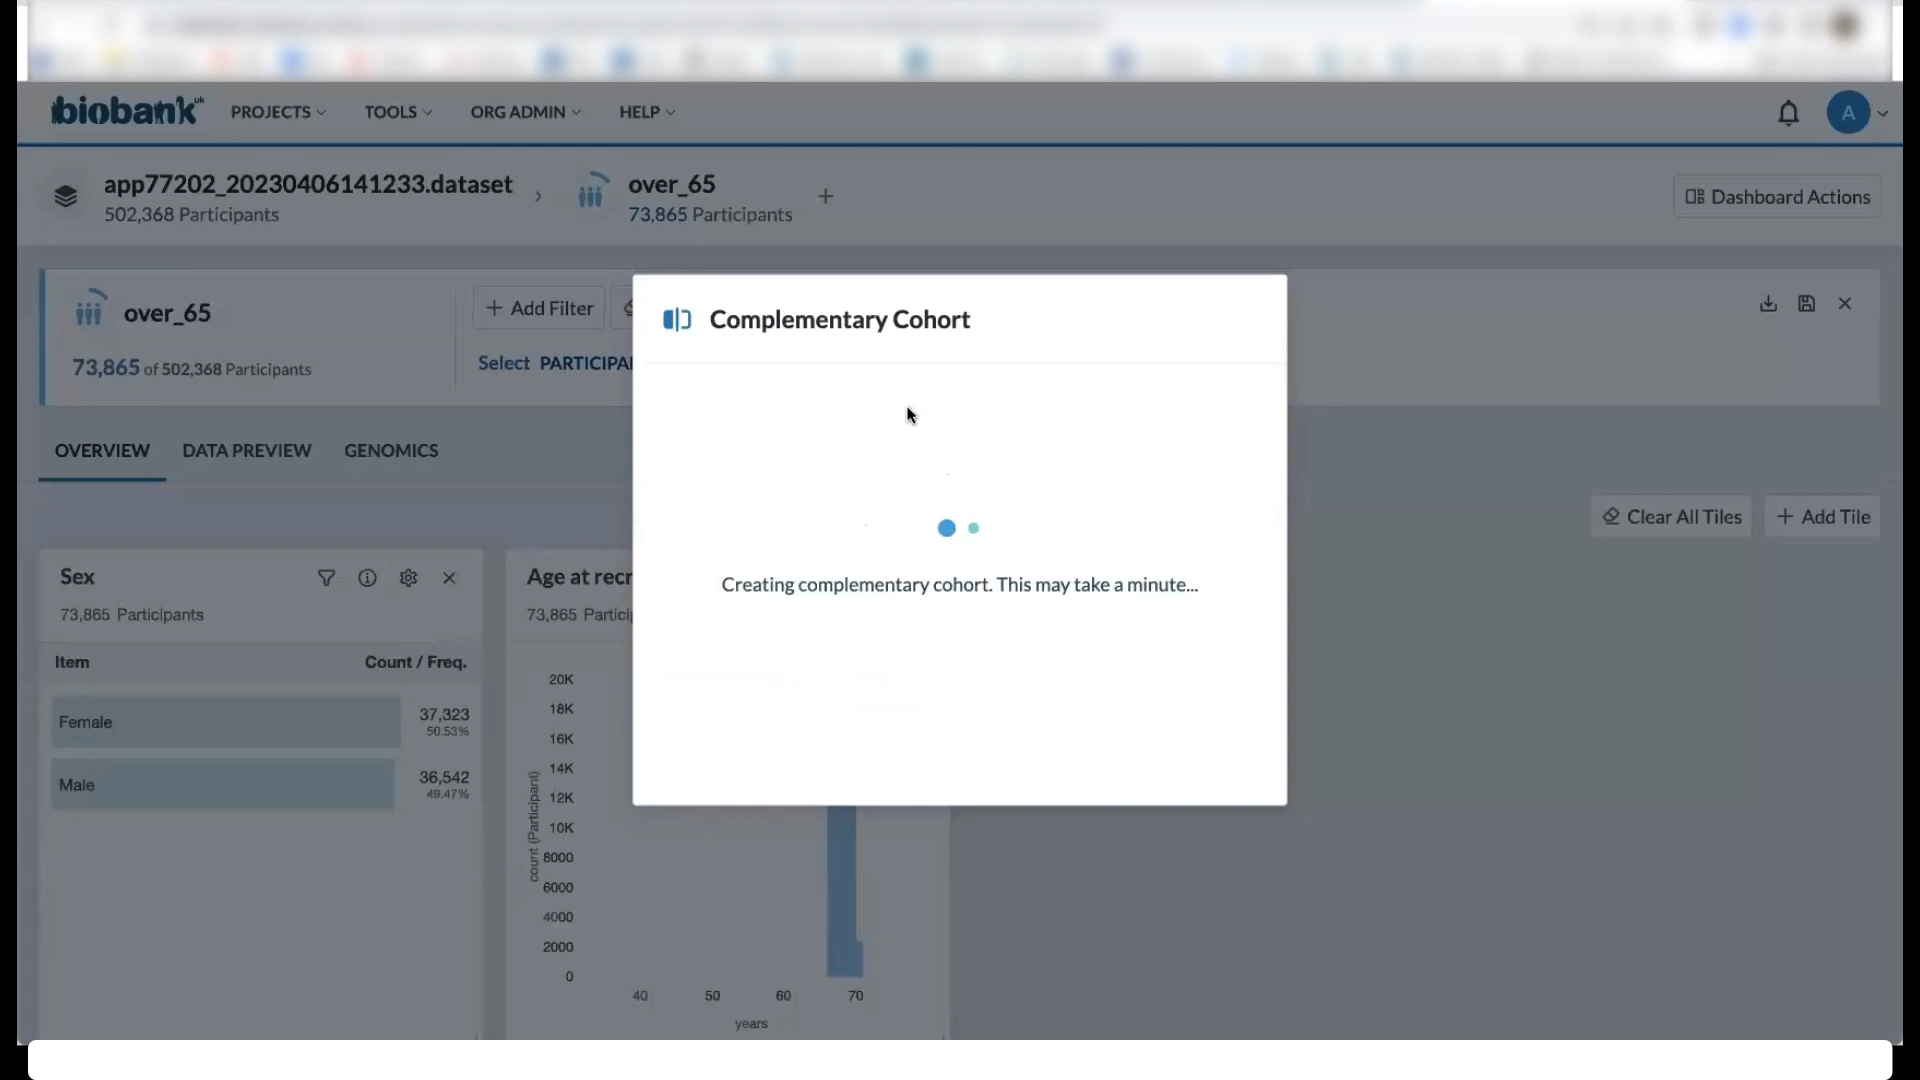 biobank uk
PROJECTS TOOLS ORG ADMIN HELP
A
app77202_20230406141233.dataset
502,368 Participants
over_65
73,865 Participants
Dashboard Actions
over_65
73,865 of 502,368 Participants
Add Filter
Select PARTICIPA
Complementary Cohort
Creating complementary cohort. This may take a minute...
OVERVIEW DATA PREVIEW GENOMICS
Clear All Tiles
Add Tile
Sex
73,865 Participants
Item Count / Freq.
Female 37,323
50.53%
Male 36,542
49.47%
Age at recr
73,865 Partici
20K
18K
16K
14K
12K
10K
8000
6000
4000
2000
0
count (Participant)
40 50 60 70
years